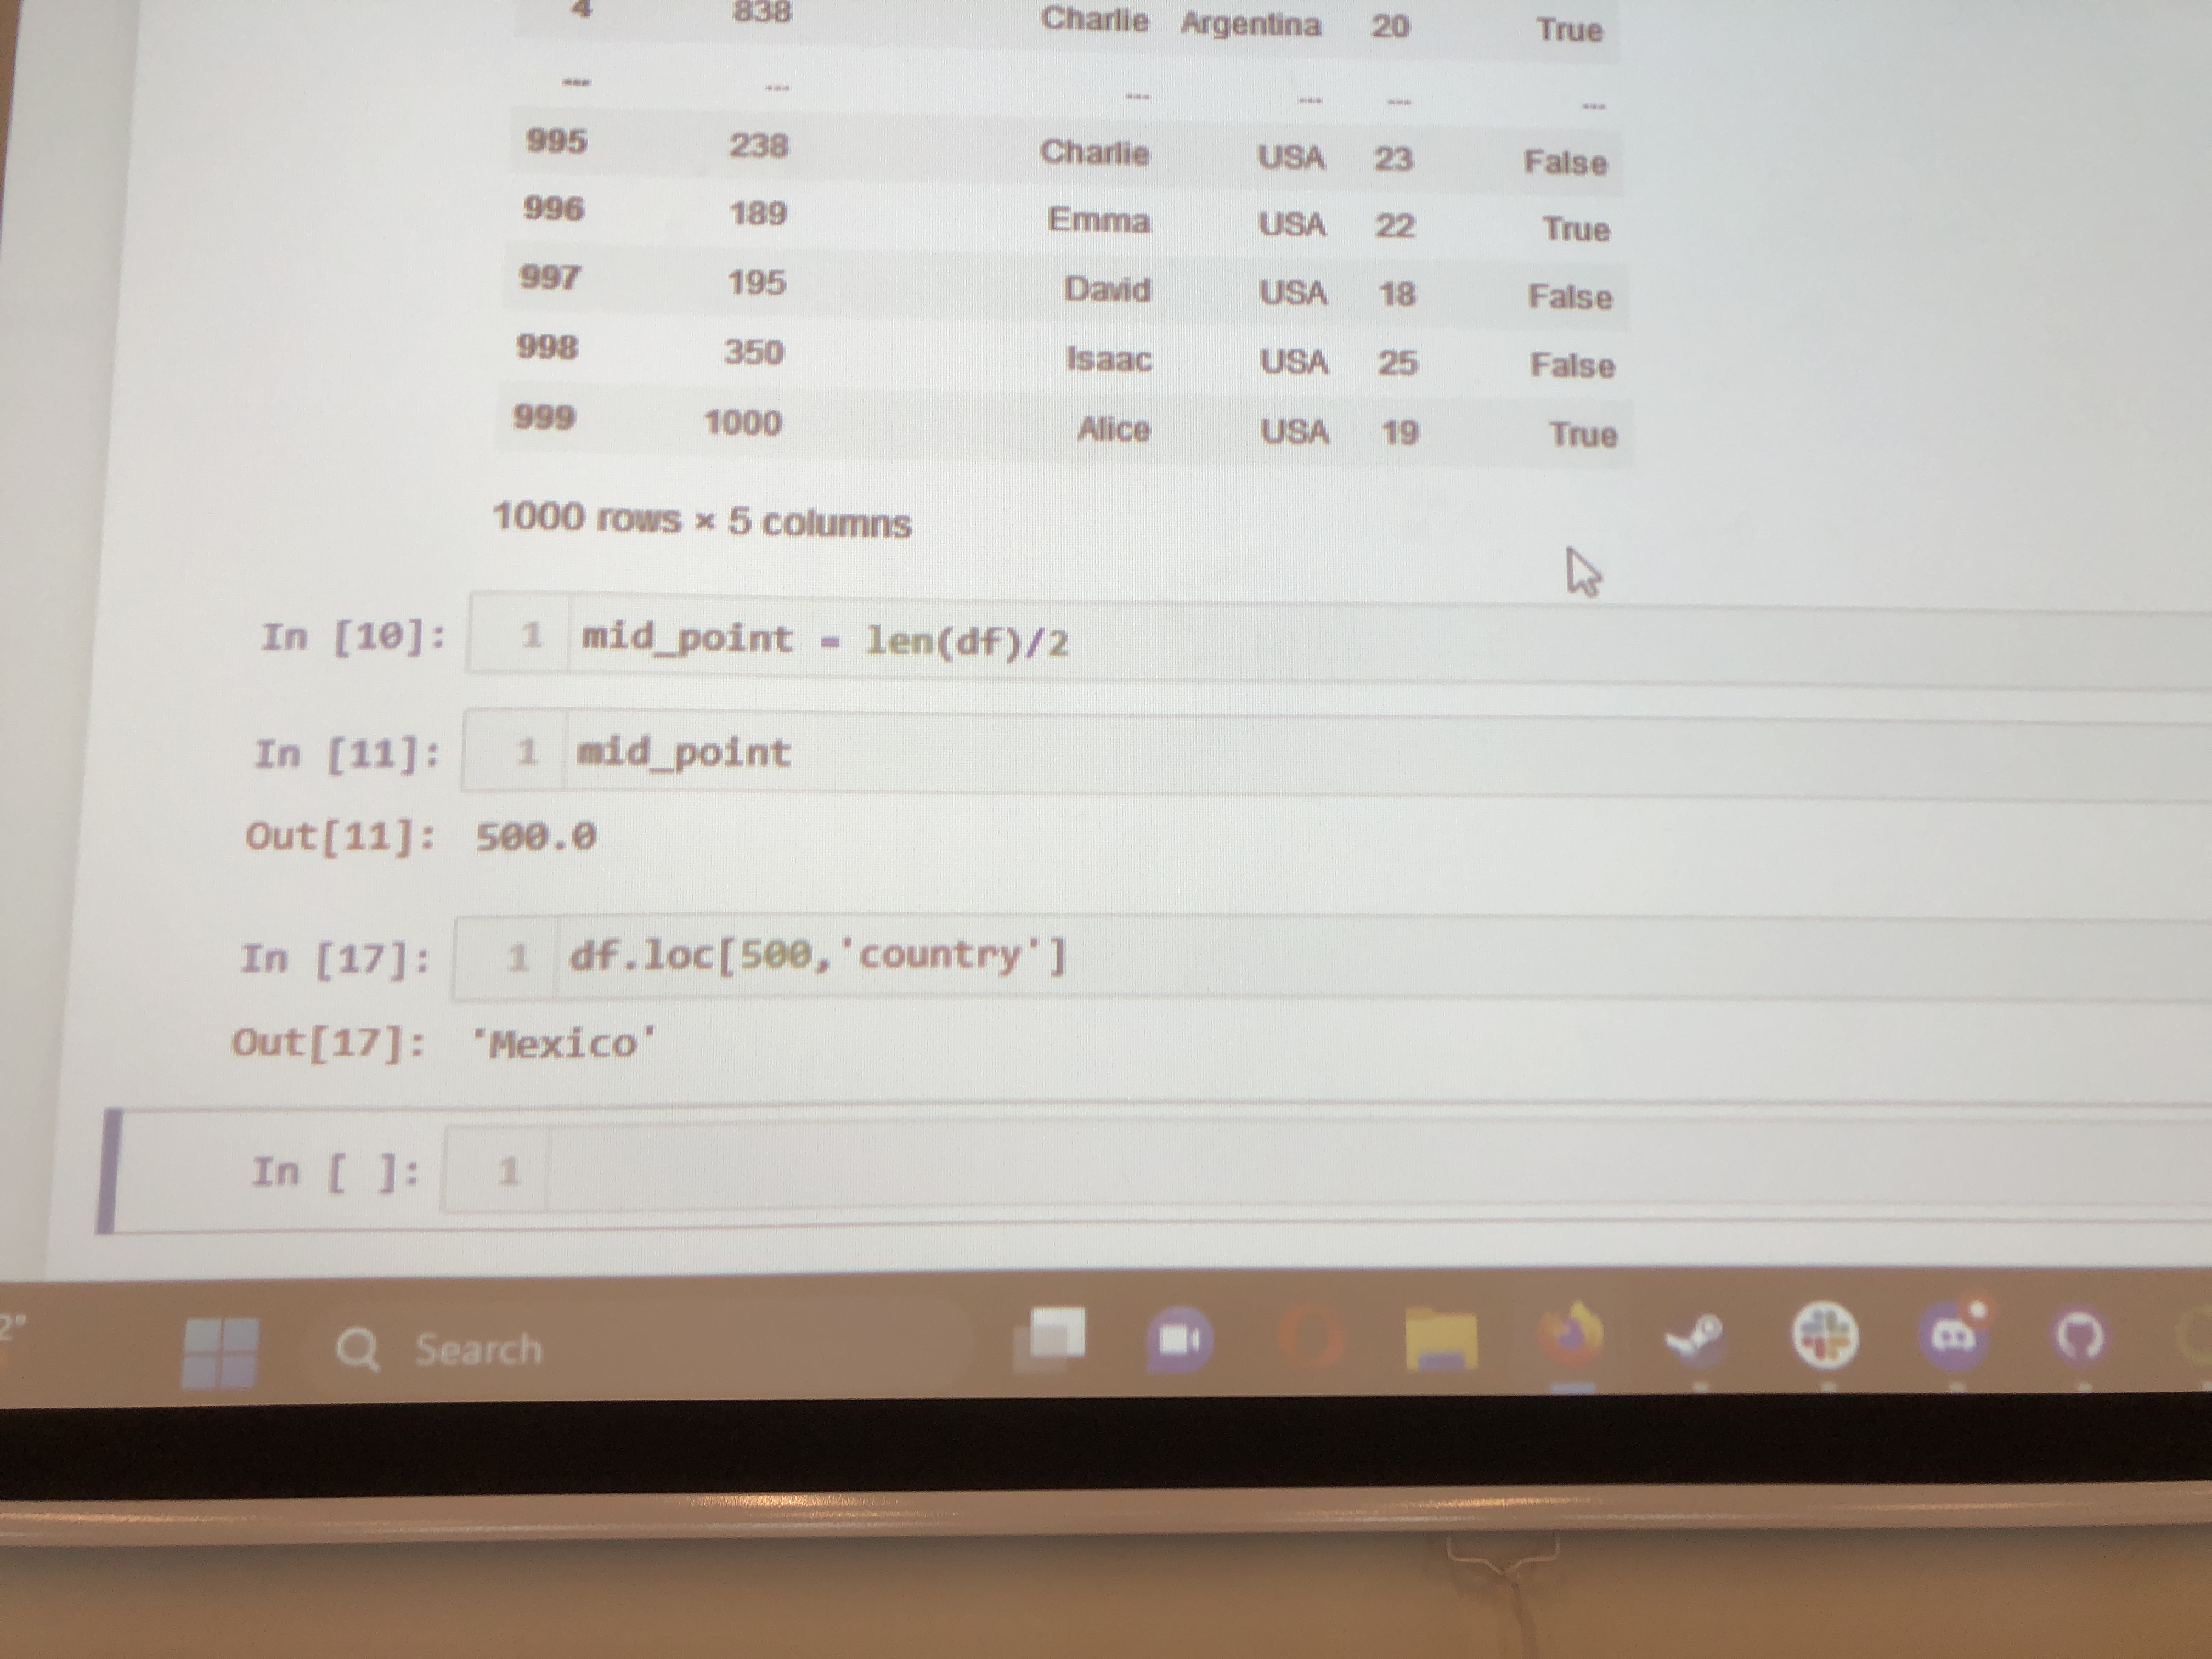 4 838 Charlie Argentina 20 True
... ... ... ... ... ...
995 238 Charlie USA 23 False
996 189 Emma USA 22 True
997 195 David USA 18 False
998 350 Isaac USA 25 False
999 1000 Alice USA 19 True
1000 rows × 5 columns
In [10]: 1 mid_point = len(df)/2
In [11]: 1 mid_point
Out[11]: 500.0
In [17]: 1 df.loc[500,'country']
Out[17]: 'Mexico'
In [ ]: 1
2° Search